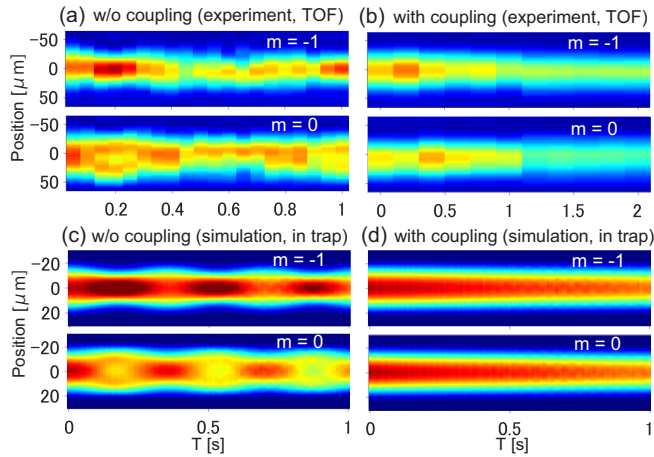 (a) w/o coupling (experiment, TOF)
(b) with coupling (experiment, TOF)
-50
0
50
m = -1
m = -1
-50
0
50
m = 0
m = 0
Position [μm]
0.2 0.4 0.6 0.8 1
0 0.5 1 1.5 2
(c) w/o coupling (simulation, in trap)
(d) with coupling (simulation, in trap)
-20
0
20
m = -1
m = -1
-20
0
20
m = 0
m = 0
Position [μm]
0 0.5 1
0 0.5 1
T [s]
T [s]